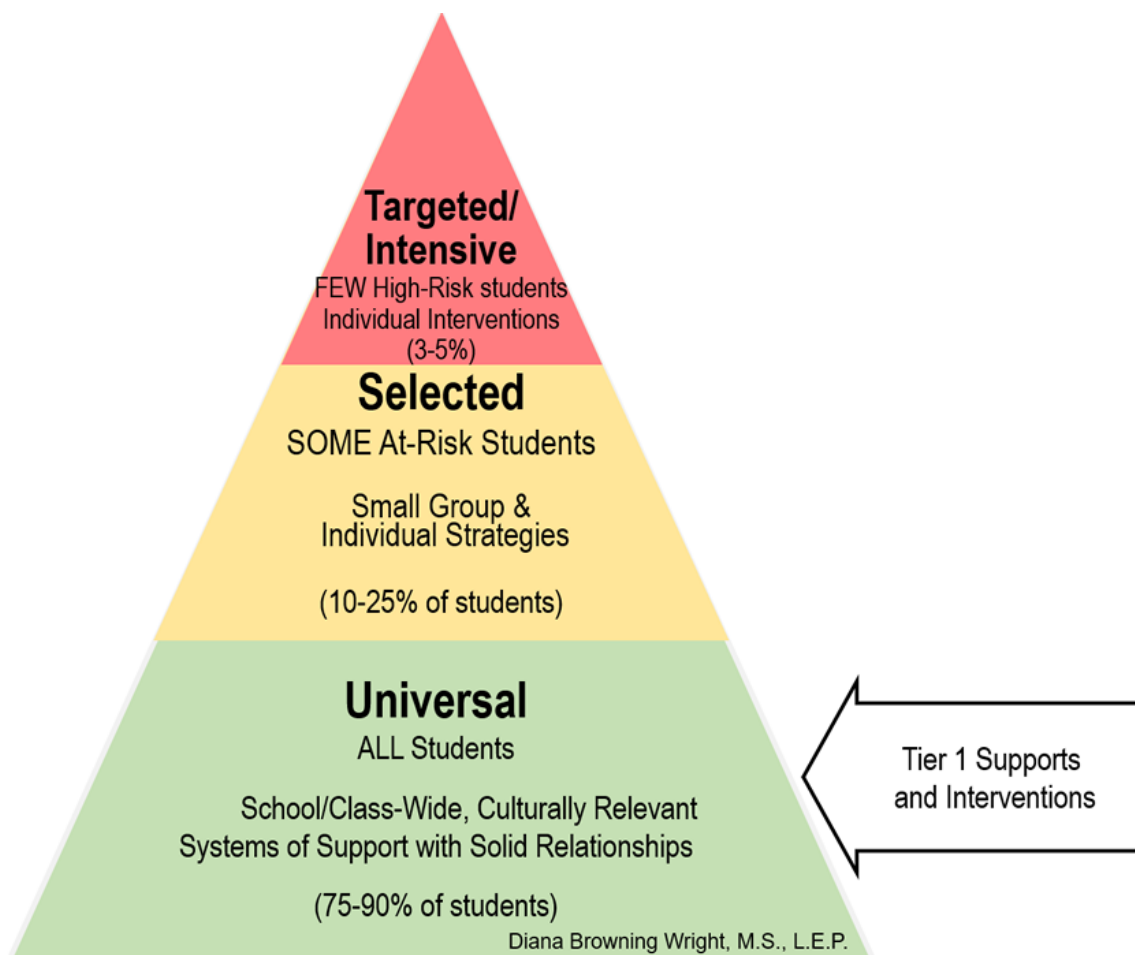 Targeted/
Intensive
FEW High-Risk students
Individual Interventions
(3-5%)
Selected
SOME At-Risk Students
Small Group &
Individual Strategies
(10-25% of students)
Universal
ALL Students
School/Class-Wide, Culturally Relevant
Systems of Support with Solid Relationships
(75-90% of students)
Diana Browning Wright, M.S., L.E.P.
Tier 1 Supports
and Interventions